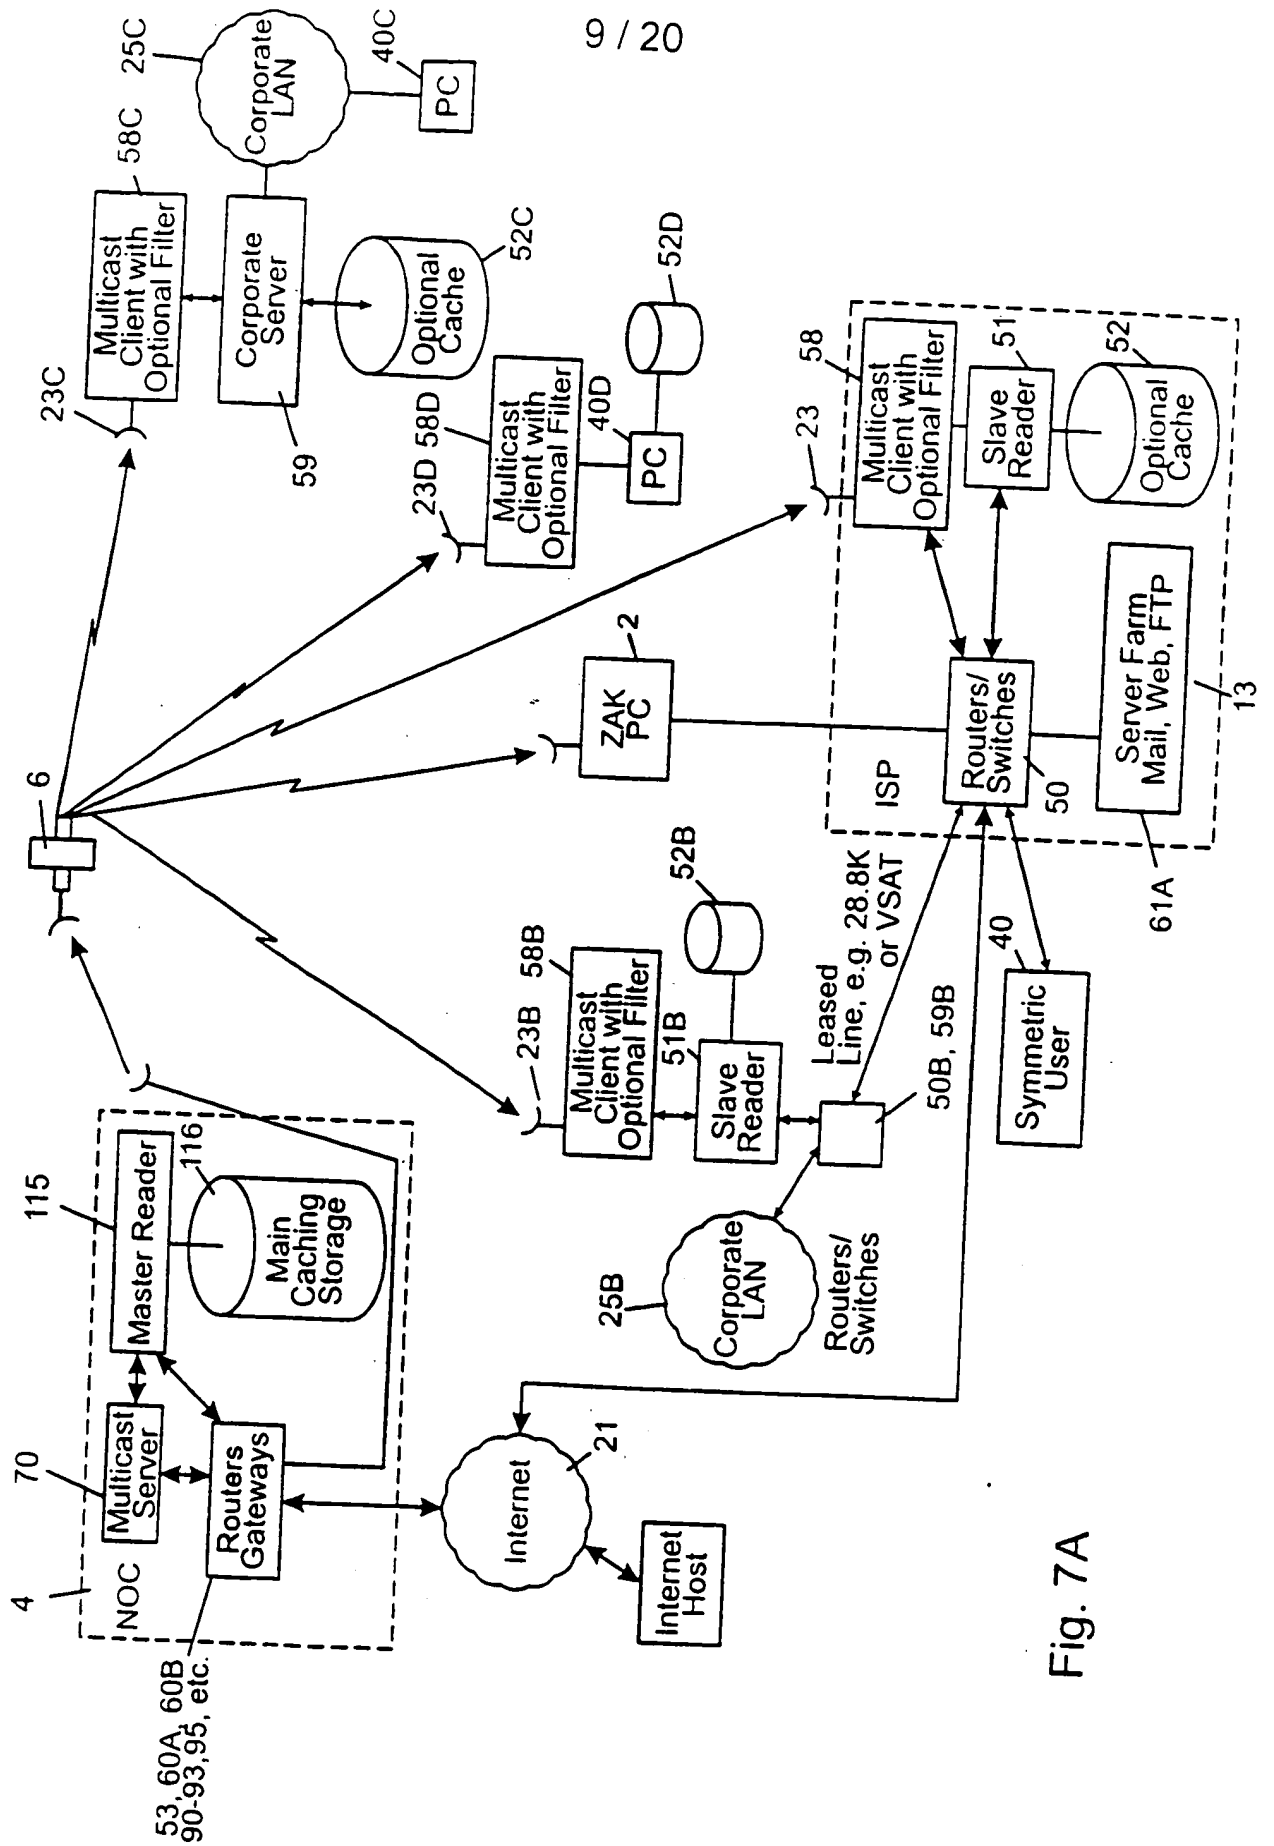 9 / 20
53, 60A, 60B
90-93,95, etc.
4
NOC
70
Multicast
Server
Routers
Gateways
115
Master Reader
116
Main
Caching
Storage
6
Internet
21
Internet
Host
23B
58B
Multicast
Client with
Optional Filter
51B
Slave
Reader
52B
25B
Corporate
LAN
Routers/
Switches
50B, 59B
Leased
Line, e.g. 28.8K
or VSAT
Symmetric
User
40
2
ZAK
PC
23C
58C
Multicast
Client with
Optional Filter
25C
Corporate
LAN
40C
PC
59
Corporate
Server
Optional
Cache
52C
23D
58D
Multicast
Client with
Optional Filter
40D
PC
52D
ISP
Routers/
Switches
50
23
58
Multicast
Client with
Optional Filter
51
Slave
Reader
52
Optional
Cache
61A
Server Farm
Mail, Web, FTP
13
Fig. 7A